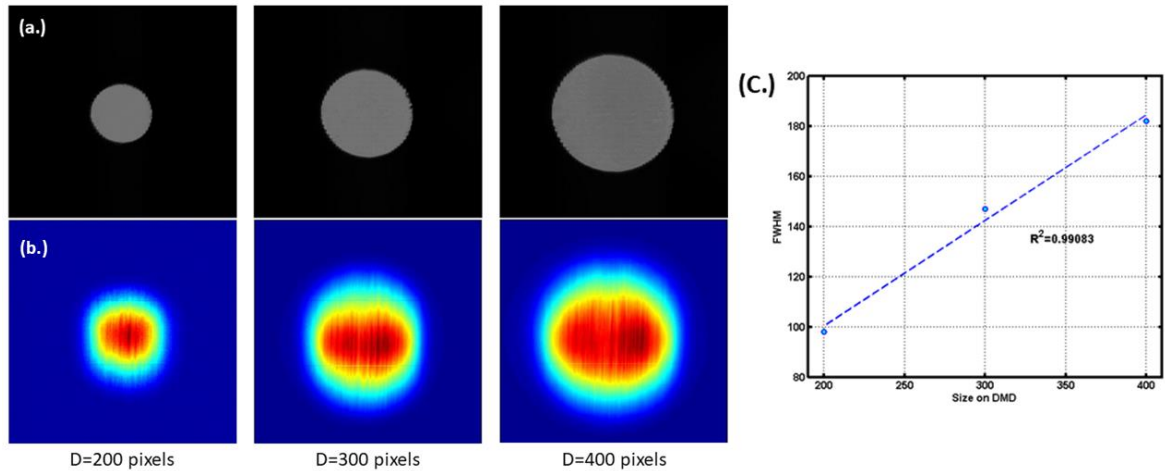 (a.)
(b.)
D=200 pixels
D=300 pixels
D=400 pixels
(C.)
200
180
160
140
120
100
80
FWHM
R²=0.99083
200
250
300
350
400
Size on DMD